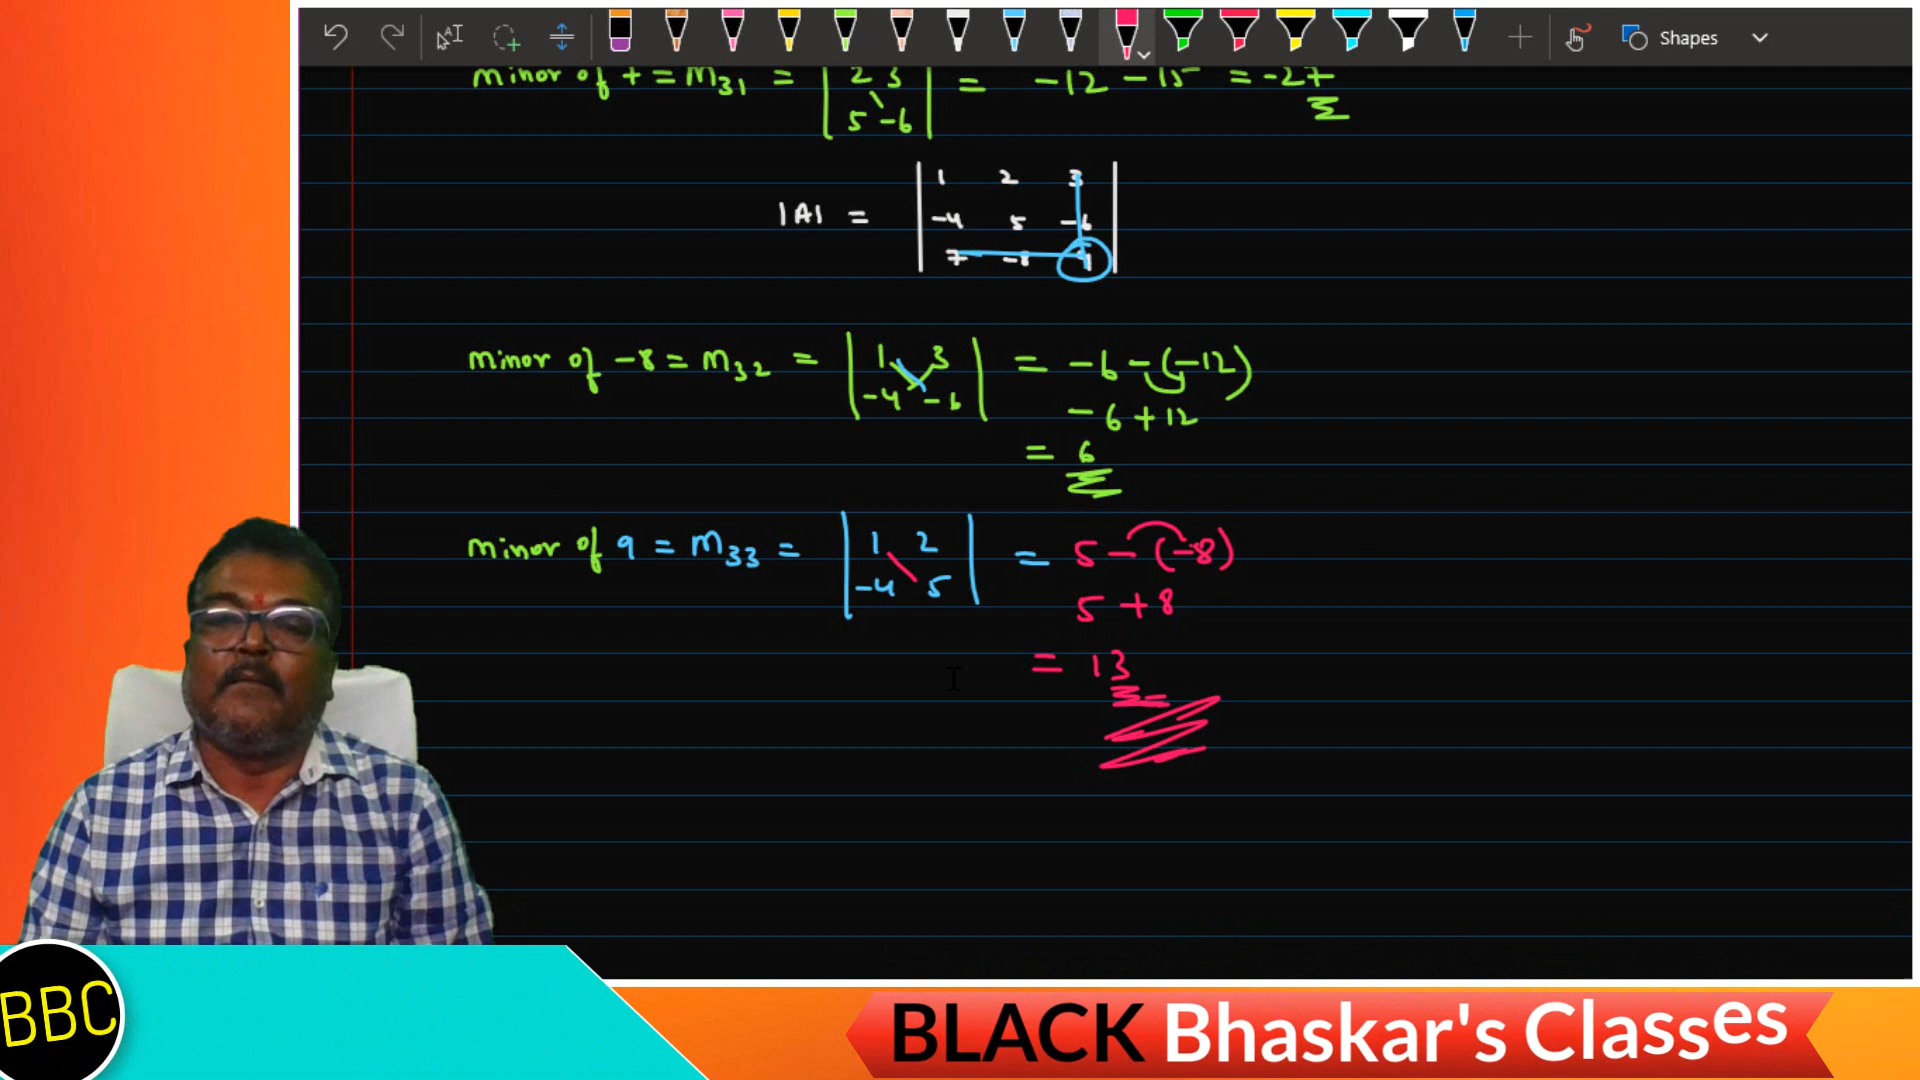 Shapes
minor of 7 = M31 = | 2 3 | = -12 -15 = -27
| 5 -6 |
| 1 2 3 |
|A| = | -4 5 -6 |
| 7 -8 9 |
minor of -8 = M32 = | 1 3 | = -6 -(-12)
| -4 -6 |
-6 + 12
= 6
minor of 9 = M33 = | 1 2 | = 5 - (-8)
| -4 5 |
5 + 8
= 13
BBC
BLACK Bhaskar's Classes